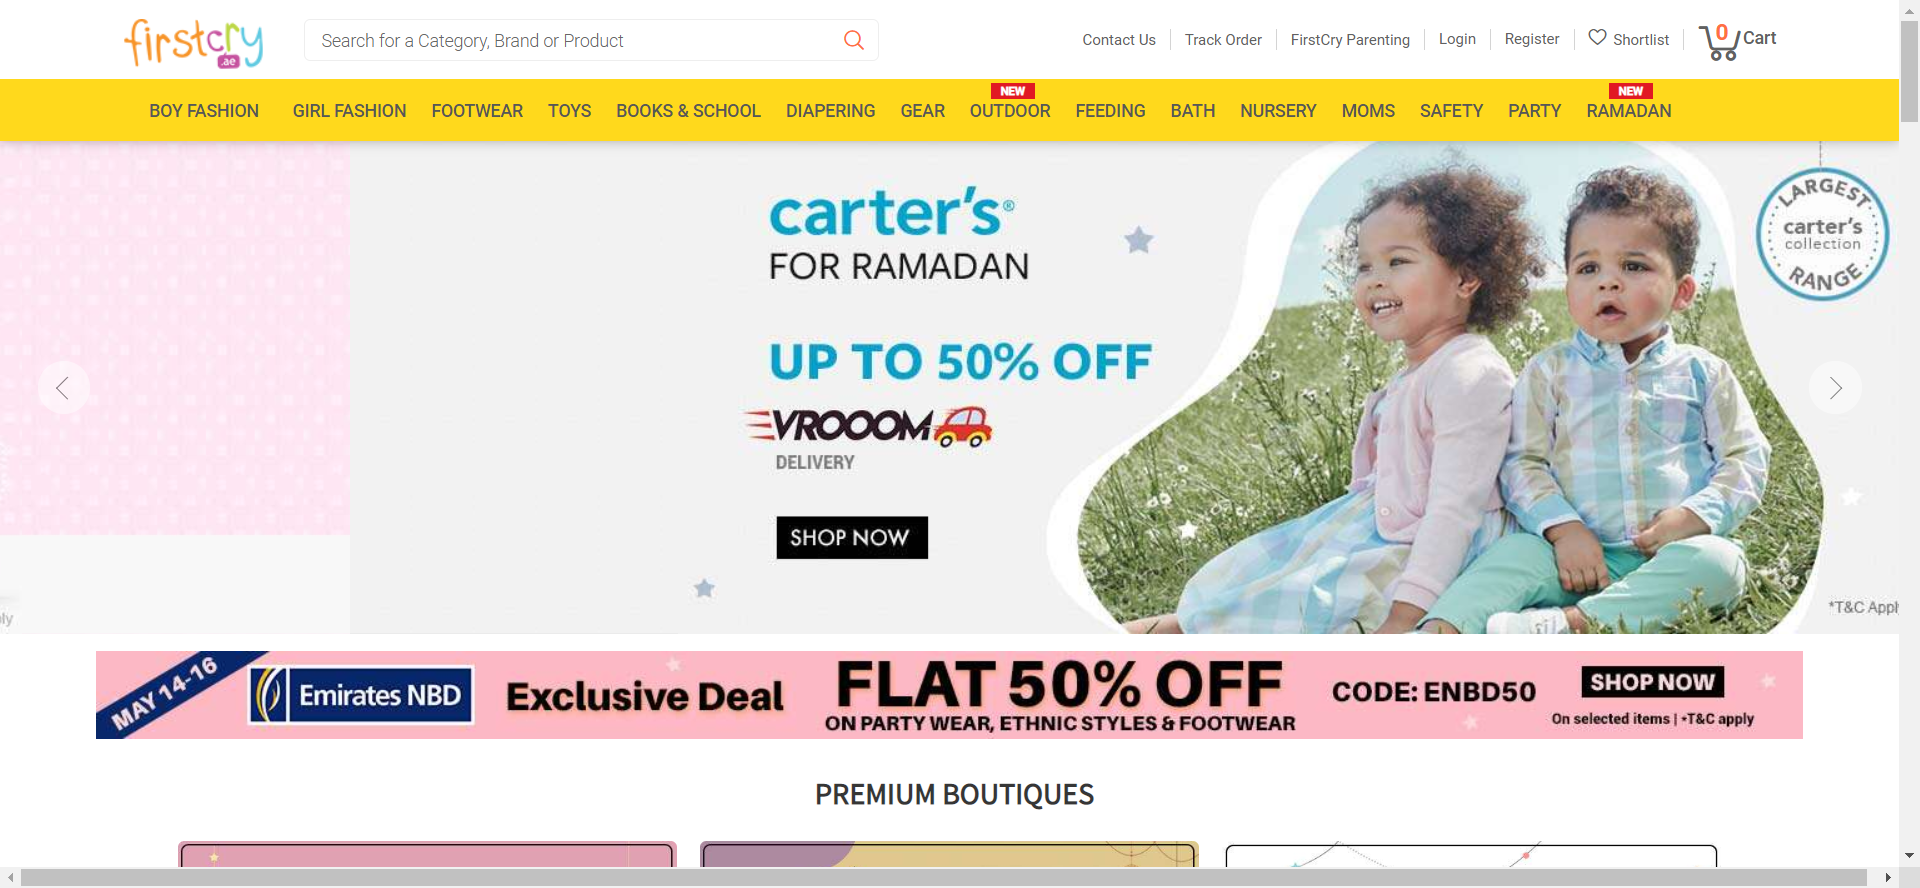 firstcry
.ae
Search for a Category, Brand or Product
Contact Us
Track Order
FirstCry Parenting
Login
Register
Shortlist
0
Cart
BOY FASHION
GIRL FASHION
FOOTWEAR
TOYS
BOOKS & SCHOOL
DIAPERING
GEAR
NEW
OUTDOOR
FEEDING
BATH
NURSERY
MOMS
SAFETY
PARTY
NEW
RAMADAN
carter's®
FOR RAMADAN
UP TO 50% OFF
VROOOM
DELIVERY
SHOP NOW
LARGEST
carter's
collection
RANGE
*T&C Appl
ly
MAY 14-16
Emirates NBD
Exclusive Deal
FLAT 50% OFF
ON PARTY WEAR, ETHNIC STYLES & FOOTWEAR
CODE: ENBD50
SHOP NOW
On selected items | *T&C apply
PREMIUM BOUTIQUES